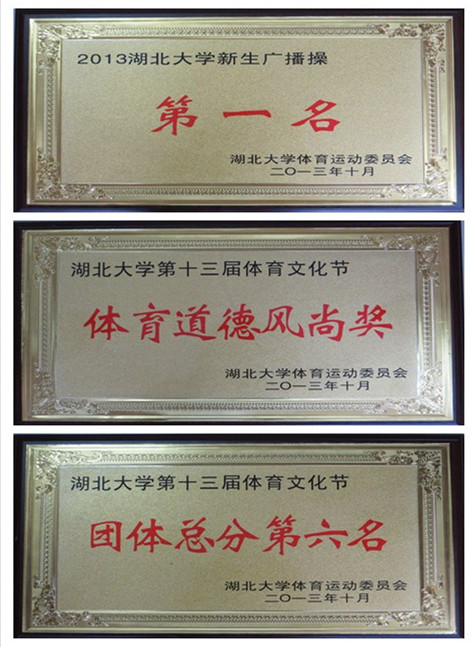 2013湖北大学新生广播操
第一名
湖北大学体育运动委员会
二〇一三年十月
湖北大学第十三届体育文化节
体育道德风尚奖
湖北大学体育运动委员会
二〇一三年十月
湖北大学第十三届体育文化节
团体总分第六名
湖北大学体育运动委员会
二〇一三年十月